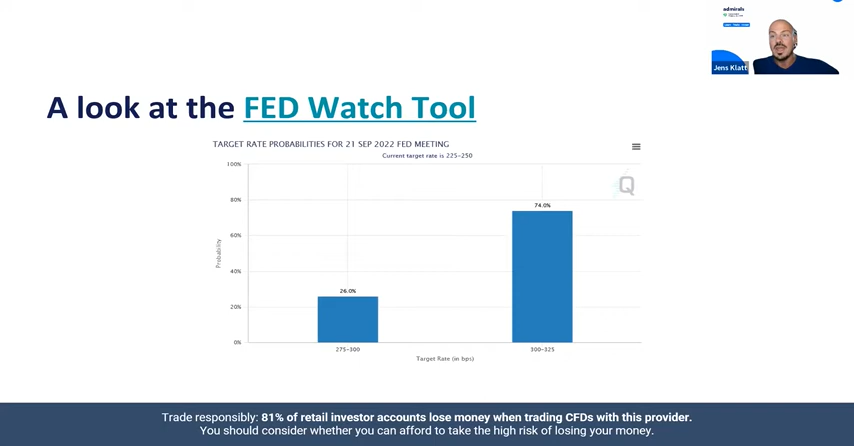 admirals
Jens Klatt
A look at the FED Watch Tool
TARGET RATE PROBABILITIES FOR 21 SEP 2022 FED MEETING
Current target rate is 225-250
100%
80%
60%
40%
20%
0%
Probability
Q
26.0%
74.0%
275-300
300-325
Target Rate (in bps)
Trade responsibly: 81% of retail investor accounts lose money when trading CFDs with this provider.
You should consider whether you can afford to take the high risk of losing your money.